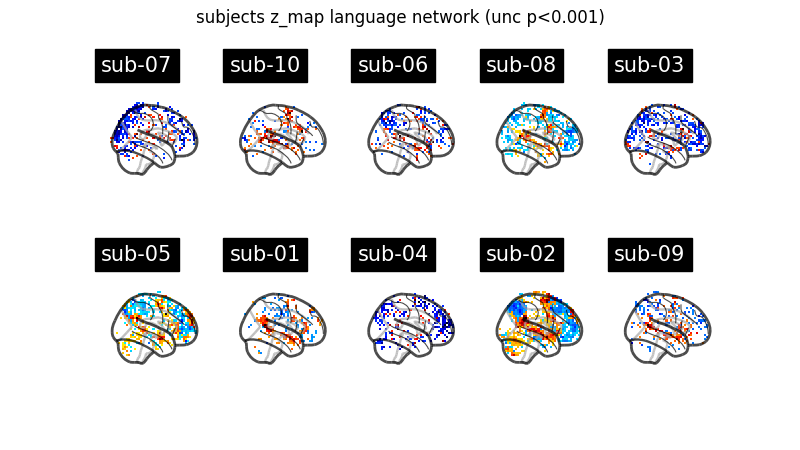 subjects z_map language network (unc p<0.001)
sub-07
sub-10
sub-06
sub-08
sub-03
sub-05
sub-01
sub-04
sub-02
sub-09